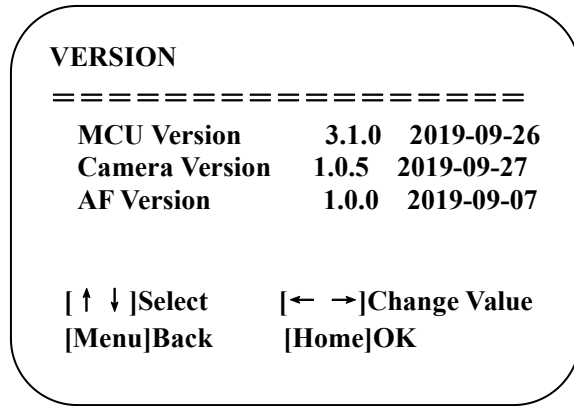 VERSION
=================
MCU Version 3.1.0 2019-09-26
Camera Version 1.0.5 2019-09-27
AF Version 1.0.0 2019-09-07
[↑ ↓]Select [← →]Change Value
[Menu]Back [Home]OK